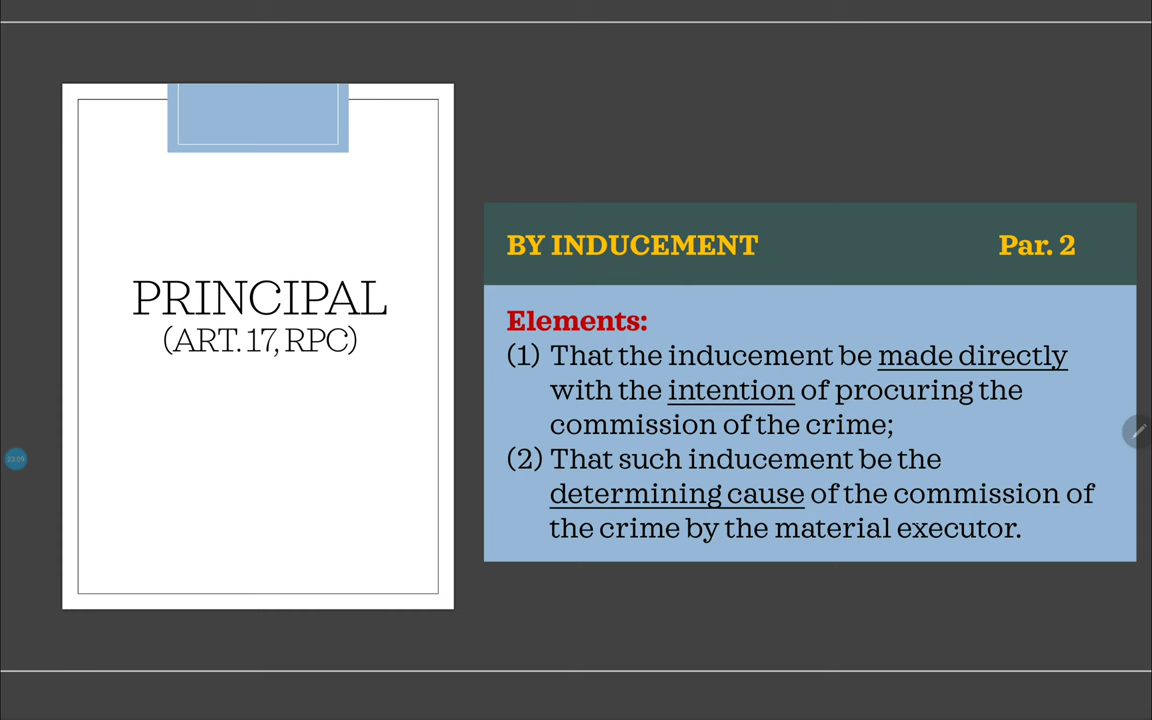 PRINCIPAL
(ART. 17, RPC)
BY INDUCEMENT Par. 2
Elements:
(1) That the inducement be made directly
with the intention of procuring the
commission of the crime;
(2) That such inducement be the
determining cause of the commission of
the crime by the material executor.
23:09